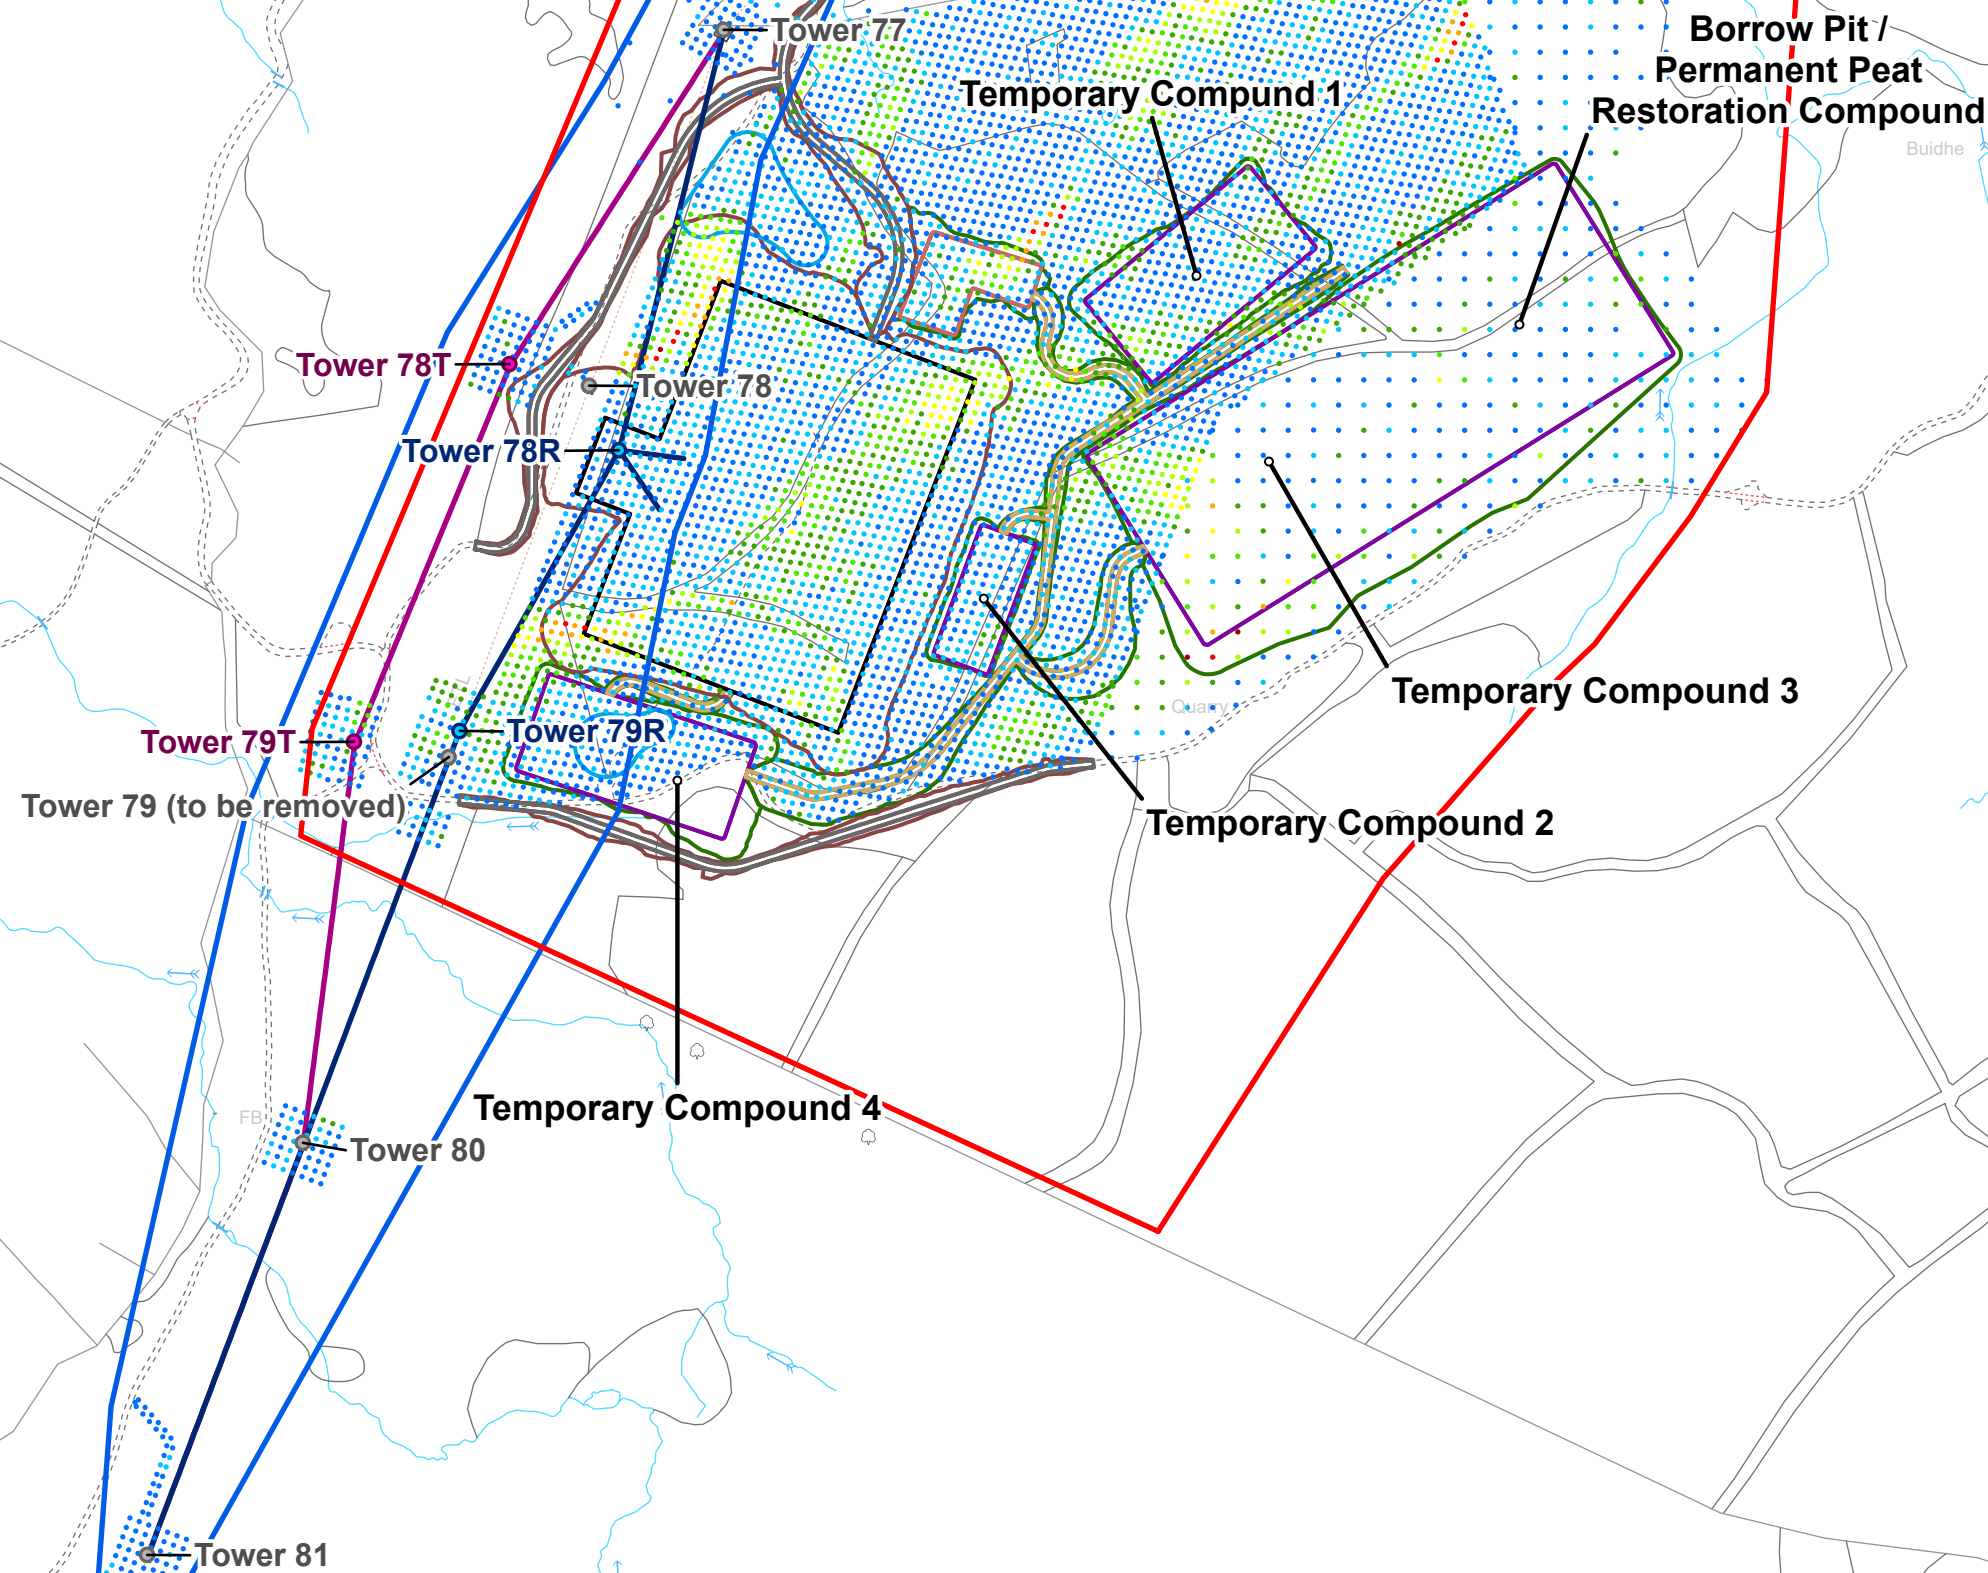 Tower 77
Borrow Pit /
Permanent Peat
Restoration Compound
Temporary Compund 1
Buidhe
Tower 78T
Tower 78
Tower 78R
Temporary Compound 3
Quarry
Tower 79R
Tower 79T
Tower 79 (to be removed)
Temporary Compound 2
Temporary Compound 4
FB
Tower 80
Tower 81